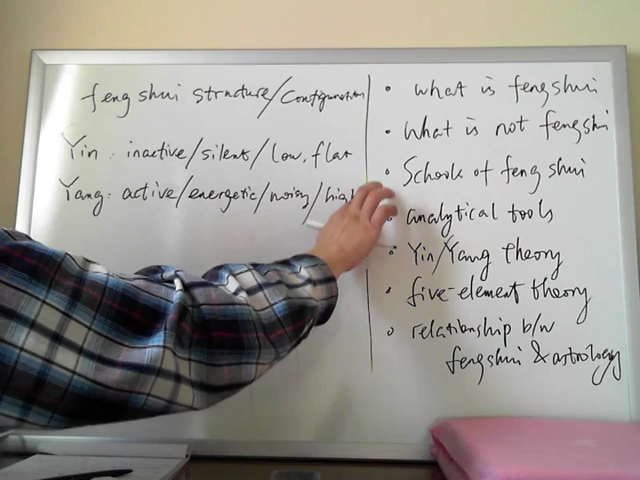 feng shui structure/Configuration
Yin: inactive/silent/low, flat
Yang: active/energetic/noisy/high
• what is fengshui
• What is not fengshui
• Schools of feng shui
• analytical tools
• Yin/Yang theory
• five-element theory
• relationship b/w
fengshui & astrology